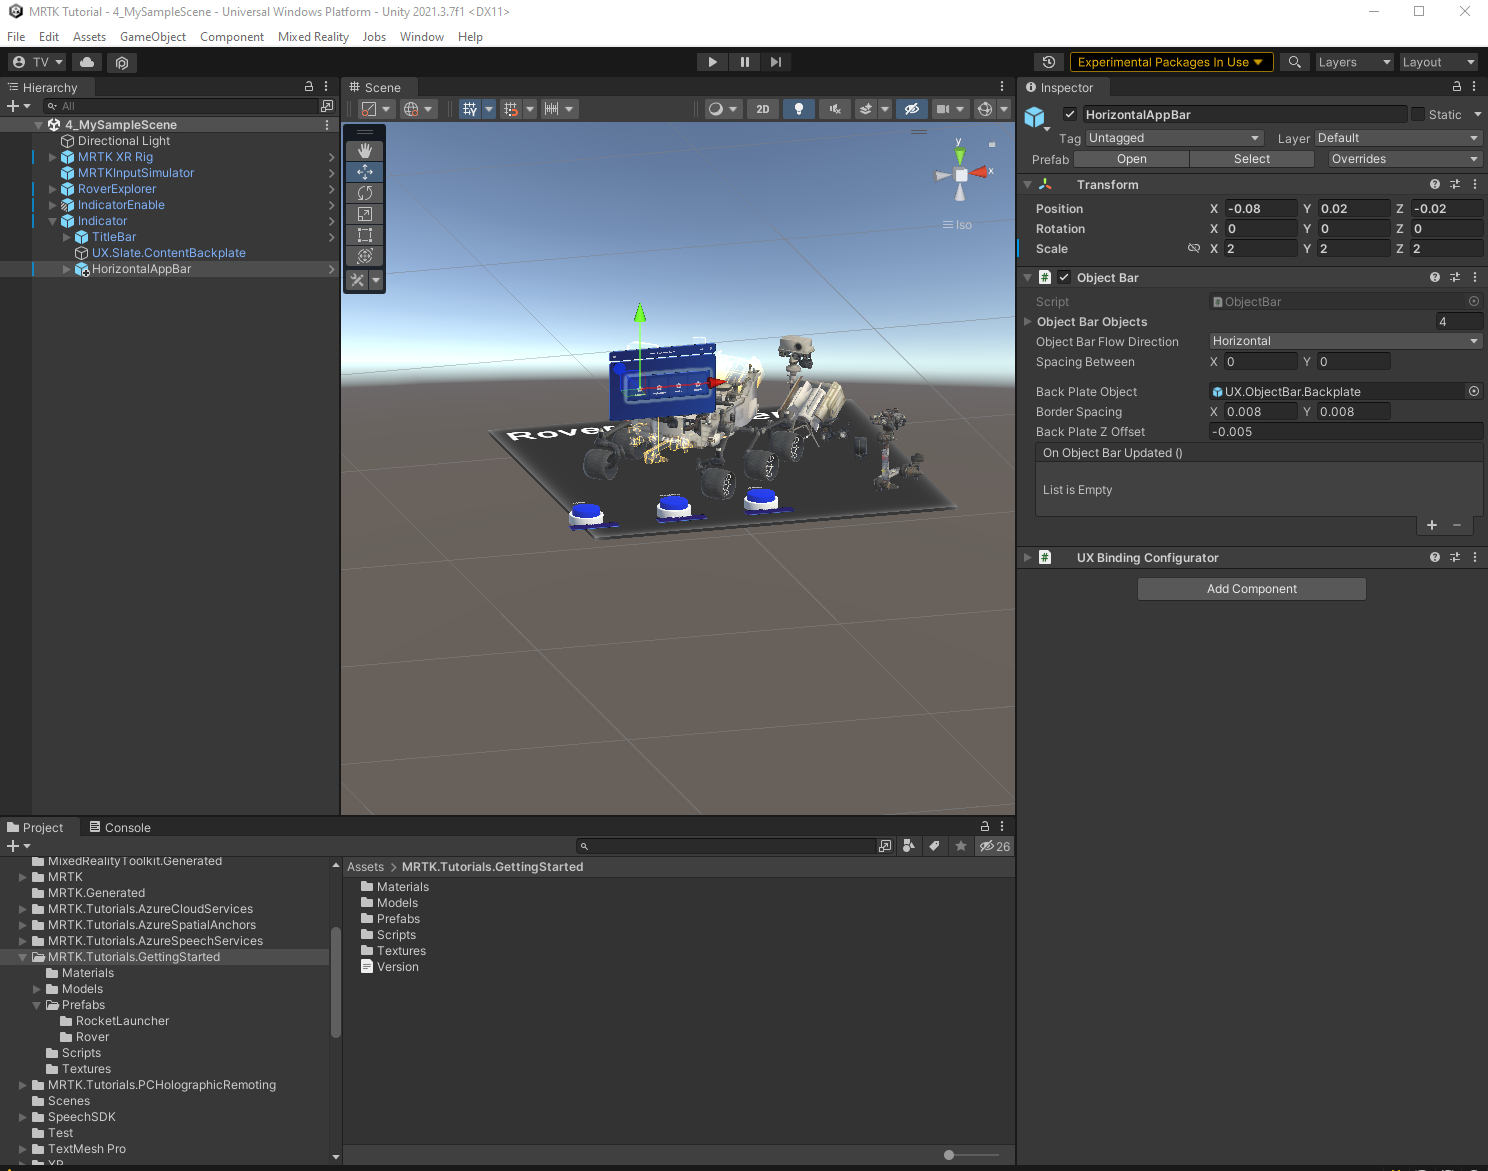 MRTK Tutorial - 4_MySampleScene - Universal Windows Platform - Unity 2021.3.7f1 <DX11>
File Edit Assets GameObject Component Mixed Reality Jobs Window Help
TV Experimental Packages In Use Layers Layout
Hierarchy
All
4_MySampleScene
Directional Light
MRTK XR Rig
MRTKInputSimulator
RoverExplorer
IndicatorEnable
Indicator
TitleBar
UX.Slate.ContentBackplate
HorizontalAppBar
Scene
2D
y
x
Iso
Rover
Inspector
HorizontalAppBar Static
Tag Untagged Layer Default
Prefab Open Select Overrides
Transform
Position X -0.08 Y 0.02 Z -0.02
Rotation X 0 Y 0 Z 0
Scale X 2 Y 2 Z 2
# Object Bar
Script ObjectBar
Object Bar Objects 4
Object Bar Flow Direction Horizontal
Spacing Between X 0 Y 0
Back Plate Object UX.ObjectBar.Backplate
Border Spacing X 0.008 Y 0.008
Back Plate Z Offset -0.005
On Object Bar Updated ()
List is Empty
+ −
# UX Binding Configurator
Add Component
Project Console
26
MixedRealityToolkit.Generated
MRTK
MRTK.Generated
MRTK.Tutorials.AzureCloudServices
MRTK.Tutorials.AzureSpatialAnchors
MRTK.Tutorials.AzureSpeechServices
MRTK.Tutorials.GettingStarted
Materials
Models
Prefabs
RocketLauncher
Rover
Scripts
Textures
MRTK.Tutorials.PCHolographicRemoting
Scenes
SpeechSDK
Test
TextMesh Pro
XR
Assets > MRTK.Tutorials.GettingStarted
Materials
Models
Prefabs
Scripts
Textures
Version